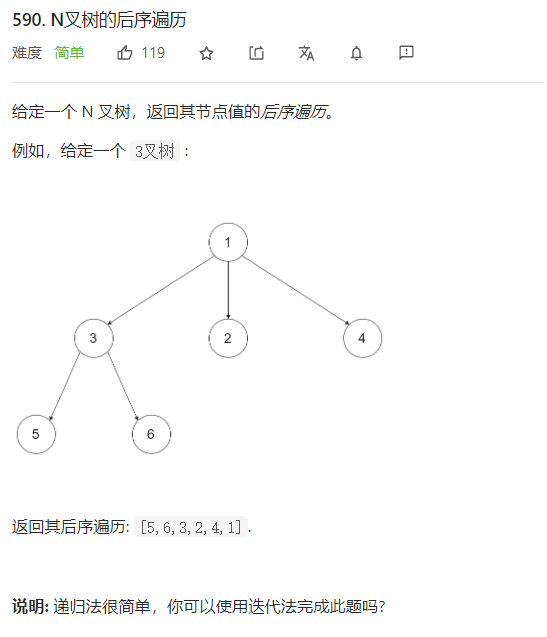 590. N叉树的后序遍历
难度 简单 119
给定一个 N 叉树，返回其节点值的后序遍历。
例如，给定一个 3叉树 :
1
3 2 4
5 6
返回其后序遍历: [5,6,3,2,4,1].
说明: 递归法很简单，你可以使用迭代法完成此题吗?